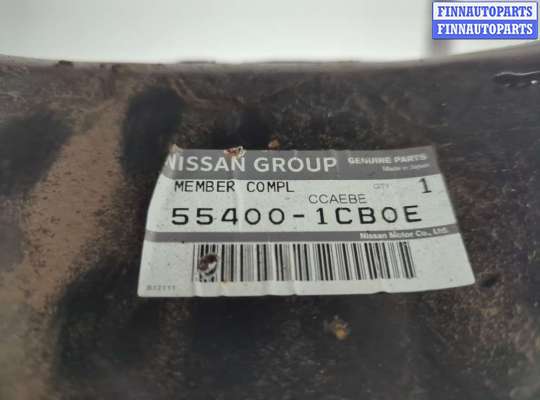 FINNAUTOPARTS
FINNAUTOPARTS
NISSAN GROUP
GENUINE PARTS
Made in Japan
MEMBER COMPL
QTY 1
CCAEBE
55400-1CB0E
Nissan Motor Co., Ltd.